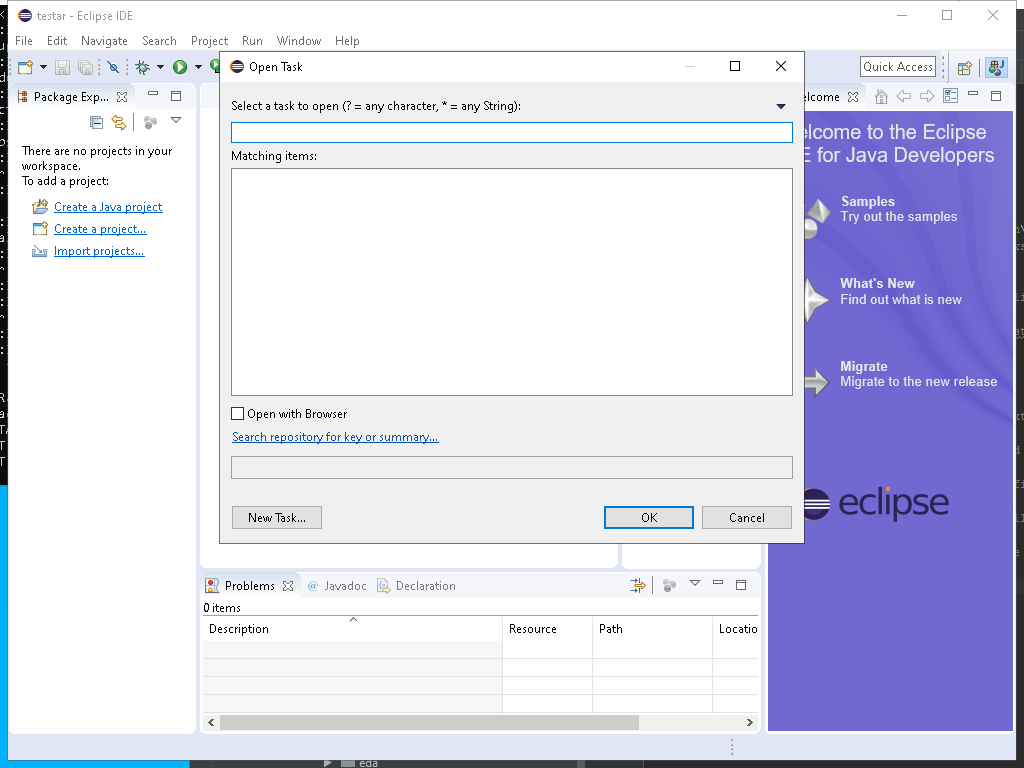 testar - Eclipse IDE
File Edit Navigate Search Project Run Window Help
Quick Access
Package Exp...
There are no projects in your
workspace.
To add a project:
Create a Java project
Create a project...
Import projects...
Open Task
Select a task to open (? = any character, * = any String):
Matching items:
Open with Browser
Search repository for key or summary...
New Task...
OK
Cancel
elcome
elcome to the Eclipse
E for Java Developers
Samples
Try out the samples
What's New
Find out what is new
Migrate
Migrate to the new release
eclipse
Problems
@ Javadoc
Declaration
0 items
Description Resource Path Locatio
eda